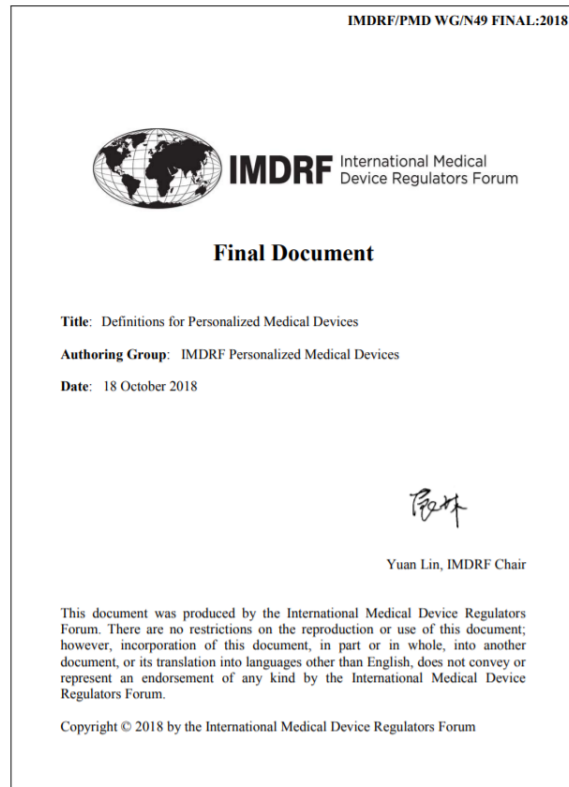 IMDRF/PMD WG/N49 FINAL:2018
IMDRF International Medical
Device Regulators Forum
Final Document
Title: Definitions for Personalized Medical Devices
Authoring Group: IMDRF Personalized Medical Devices
Date: 18 October 2018
Yuan Lin, IMDRF Chair
This document was produced by the International Medical Device Regulators
Forum. There are no restrictions on the reproduction or use of this document;
however, incorporation of this document, in part or in whole, into another
document, or its translation into languages other than English, does not convey or
represent an endorsement of any kind by the International Medical Device
Regulators Forum.
Copyright © 2018 by the International Medical Device Regulators Forum